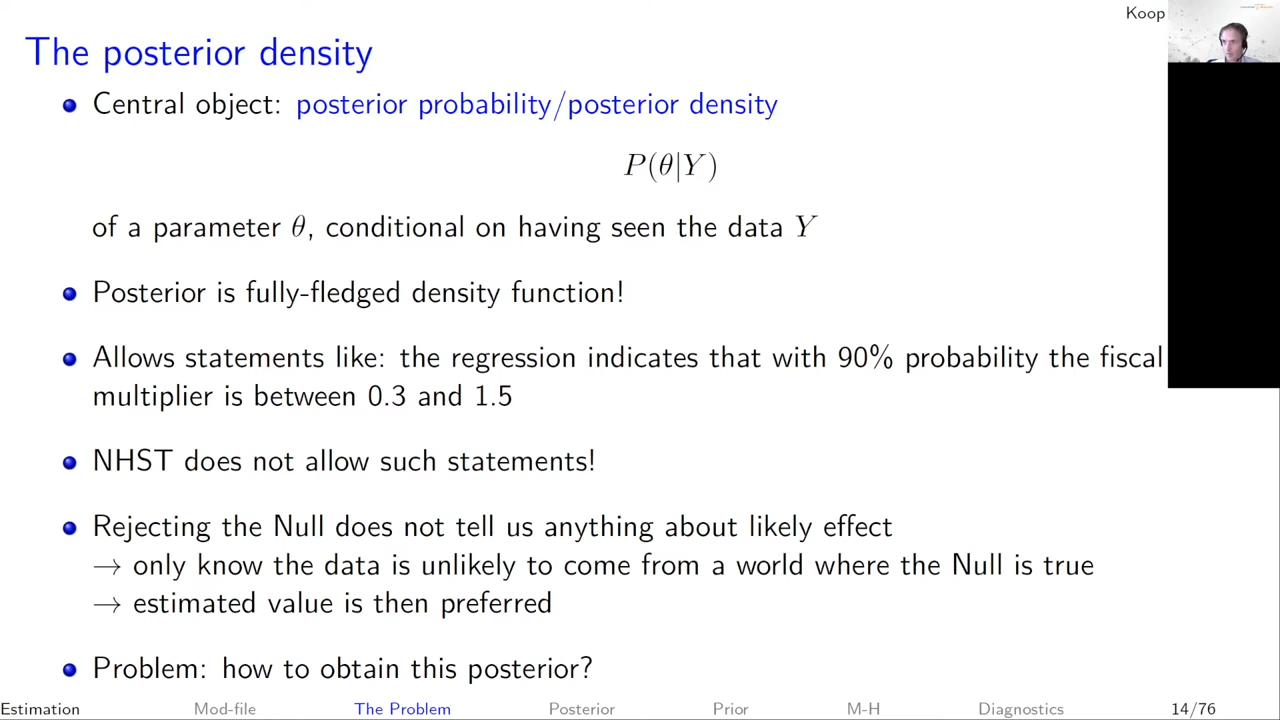 Koop
The posterior density
Central object: posterior probability/posterior density
P(θ|Y)
of a parameter θ, conditional on having seen the data Y
Posterior is fully-fledged density function!
Allows statements like: the regression indicates that with 90% probability the fiscal
multiplier is between 0.3 and 1.5
NHST does not allow such statements!
Rejecting the Null does not tell us anything about likely effect
→ only know the data is unlikely to come from a world where the Null is true
→ estimated value is then preferred
Problem: how to obtain this posterior?
Estimation Mod-file The Problem Posterior Prior M-H Diagnostics 14/76